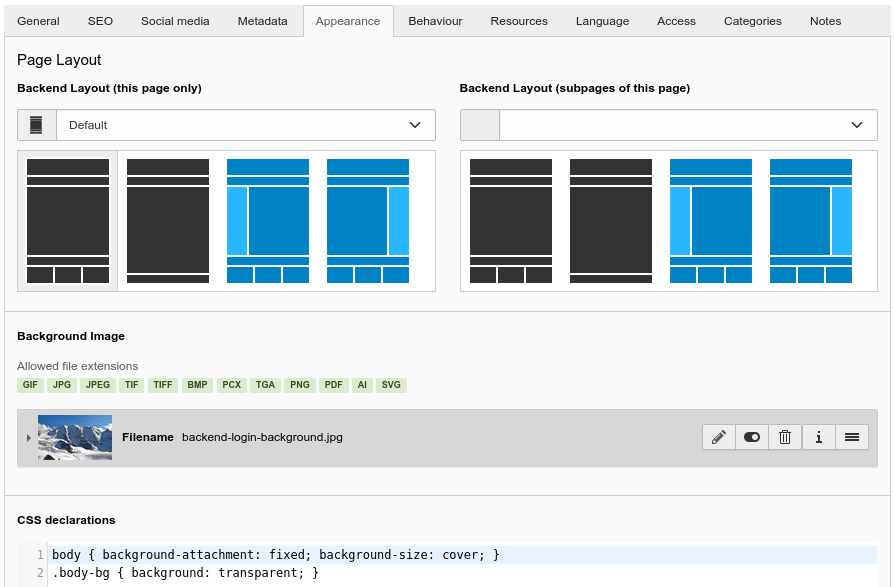 General SEO Social media Metadata Appearance Behaviour Resources Language Access Categories Notes
Page Layout
Backend Layout (this page only) Backend Layout (subpages of this page)
Default
Background Image
Allowed file extensions
GIF JPG JPEG TIF TIFF BMP PCX TGA PNG PDF AI SVG
Filename backend-login-background.jpg
CSS declarations
1 body { background-attachment: fixed; background-size: cover; }
2 .body-bg { background: transparent; }